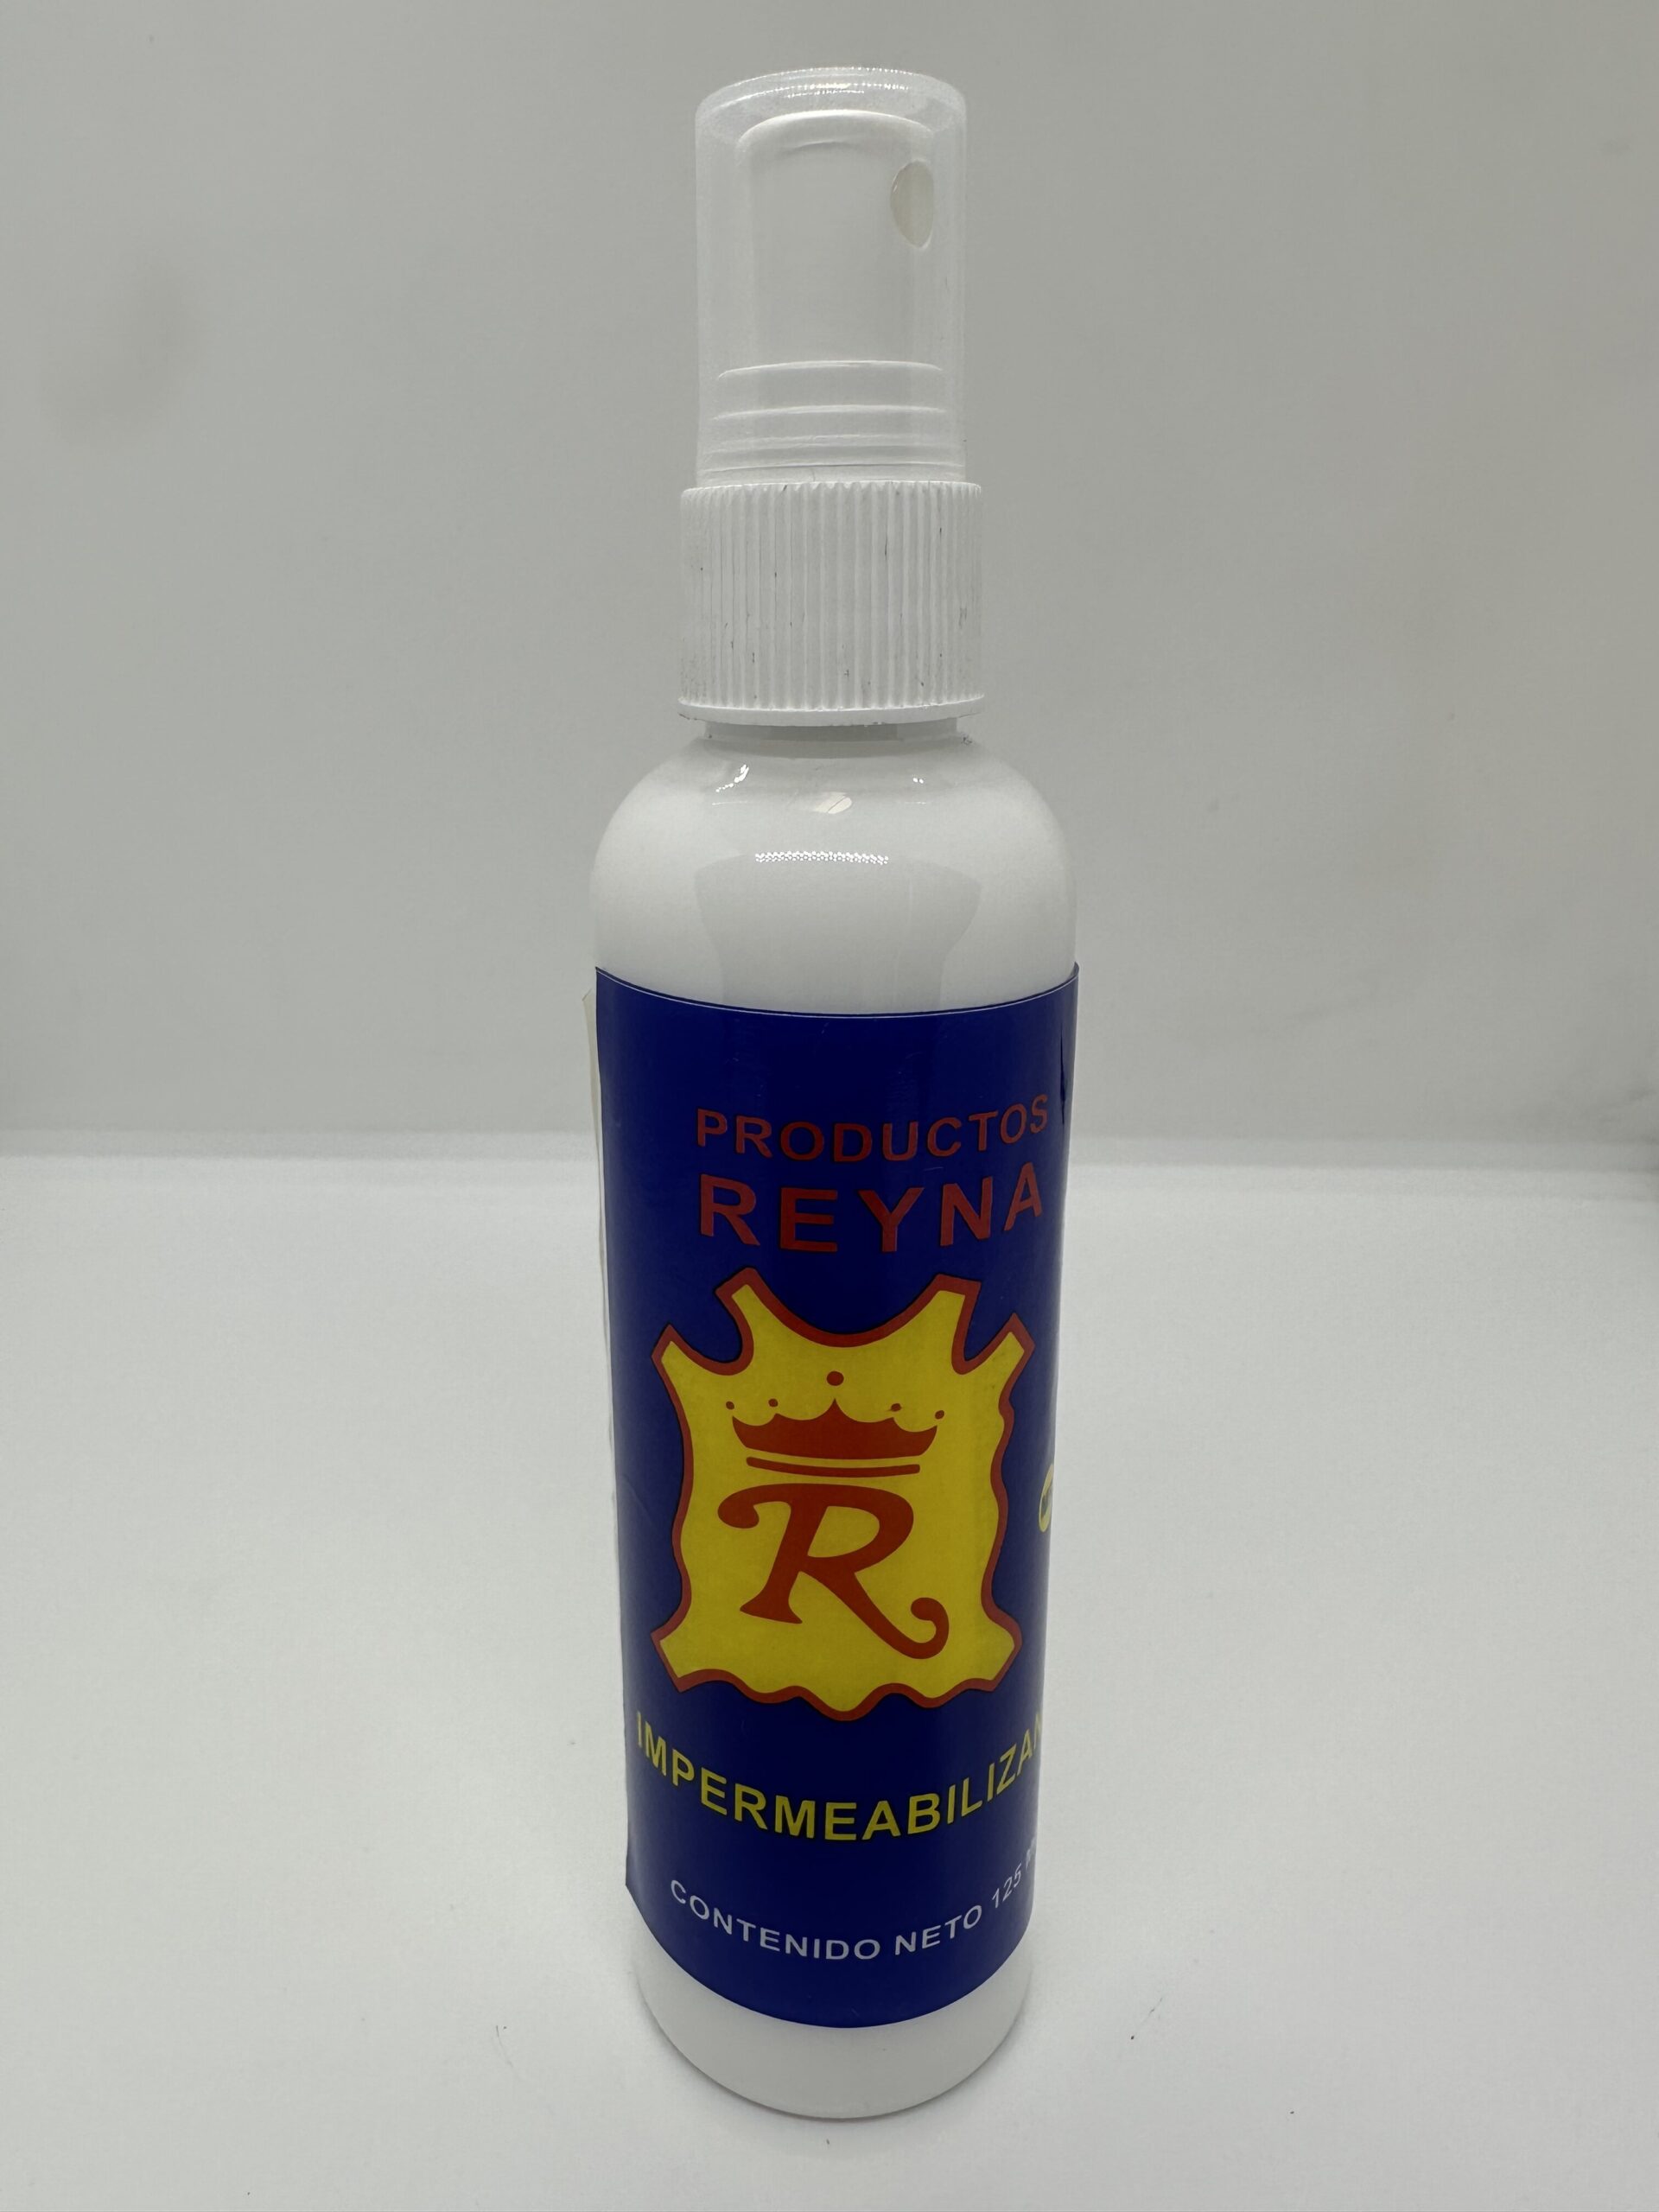 PRODUCTOS
REYNA
R
IMPERMEABILIZAN
CONTENIDO NETO 125